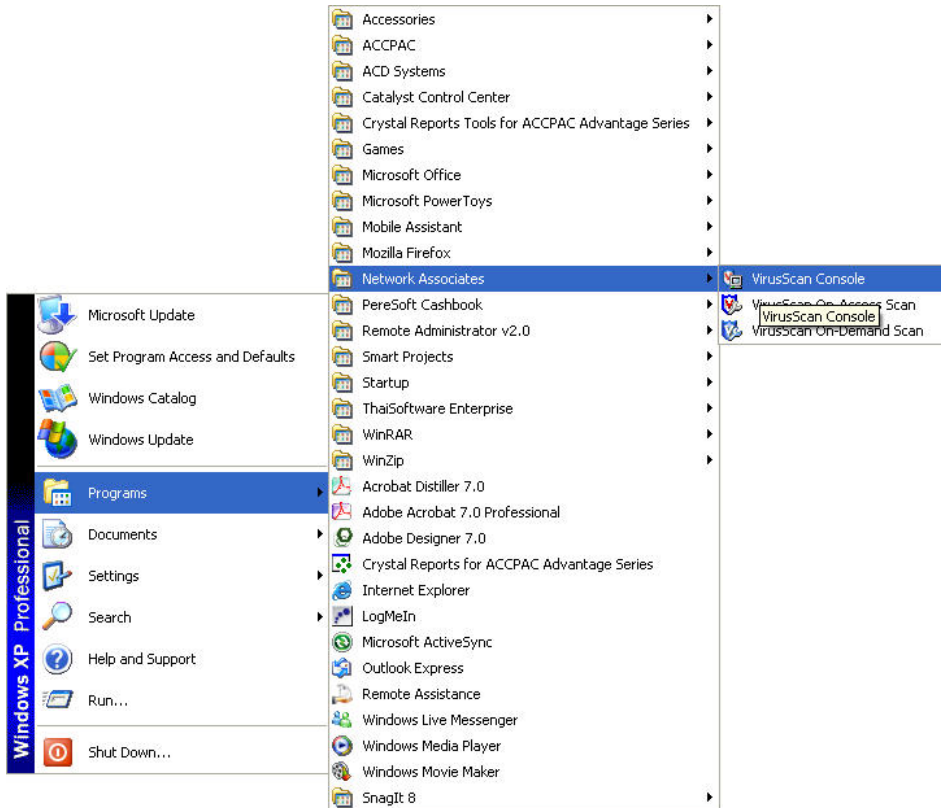 Accessories
ACCPAC
ACD Systems
Catalyst Control Center
Crystal Reports Tools for ACCPAC Advantage Series
Games
Microsoft Office
Microsoft PowerToys
Mobile Assistant
Mozilla Firefox
Network Associates
PereSoft Cashbook
Remote Administrator v2.0
Smart Projects
Startup
ThaiSoftware Enterprise
WinRAR
WinZip
Acrobat Distiller 7.0
Adobe Acrobat 7.0 Professional
Adobe Designer 7.0
Crystal Reports for ACCPAC Advantage Series
Internet Explorer
LogMeIn
Microsoft ActiveSync
Outlook Express
Remote Assistance
Windows Live Messenger
Windows Media Player
Windows Movie Maker
SnagIt 8
VirusScan Console
VirusScan On-Access Scan
VirusScan Console
VirusScan On-Demand Scan
Microsoft Update
Set Program Access and Defaults
Windows Catalog
Windows Update
Programs
Documents
Settings
Search
Help and Support
Run...
Shut Down...
Windows XP Professional